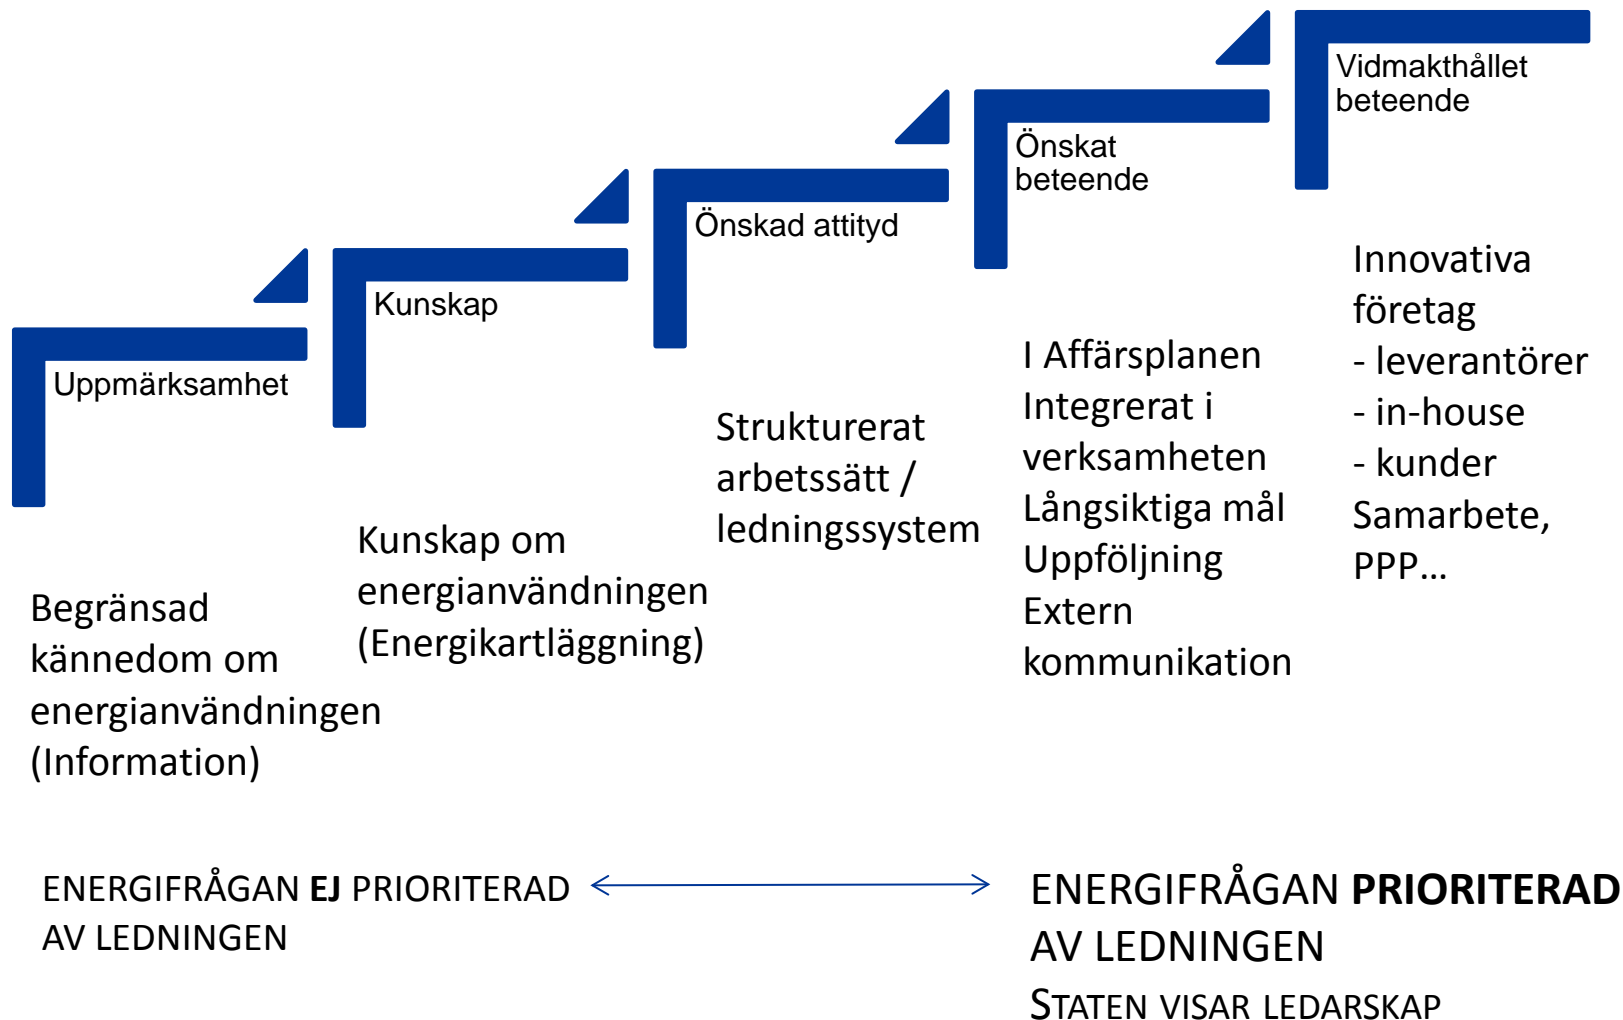 Uppmärksamhet
Begränsad
kännedom om
energianvändningen
(Information)
Kunskap
Kunskap om
energianvändningen
(Energikartläggning)
Önskad attityd
Strukturerat
arbetssätt /
ledningssystem
Önskat
beteende
I Affärsplanen
Integrerat i
verksamheten
Långsiktiga mål
Uppföljning
Extern
kommunikation
Vidmakthållet
beteende
Innovativa
företag
- leverantörer
- in-house
- kunder
Samarbete,
PPP...
ENERGIFRÅGAN EJ PRIORITERAD
AV LEDNINGEN
ENERGIFRÅGAN PRIORITERAD
AV LEDNINGEN
STATEN VISAR LEDARSKAP